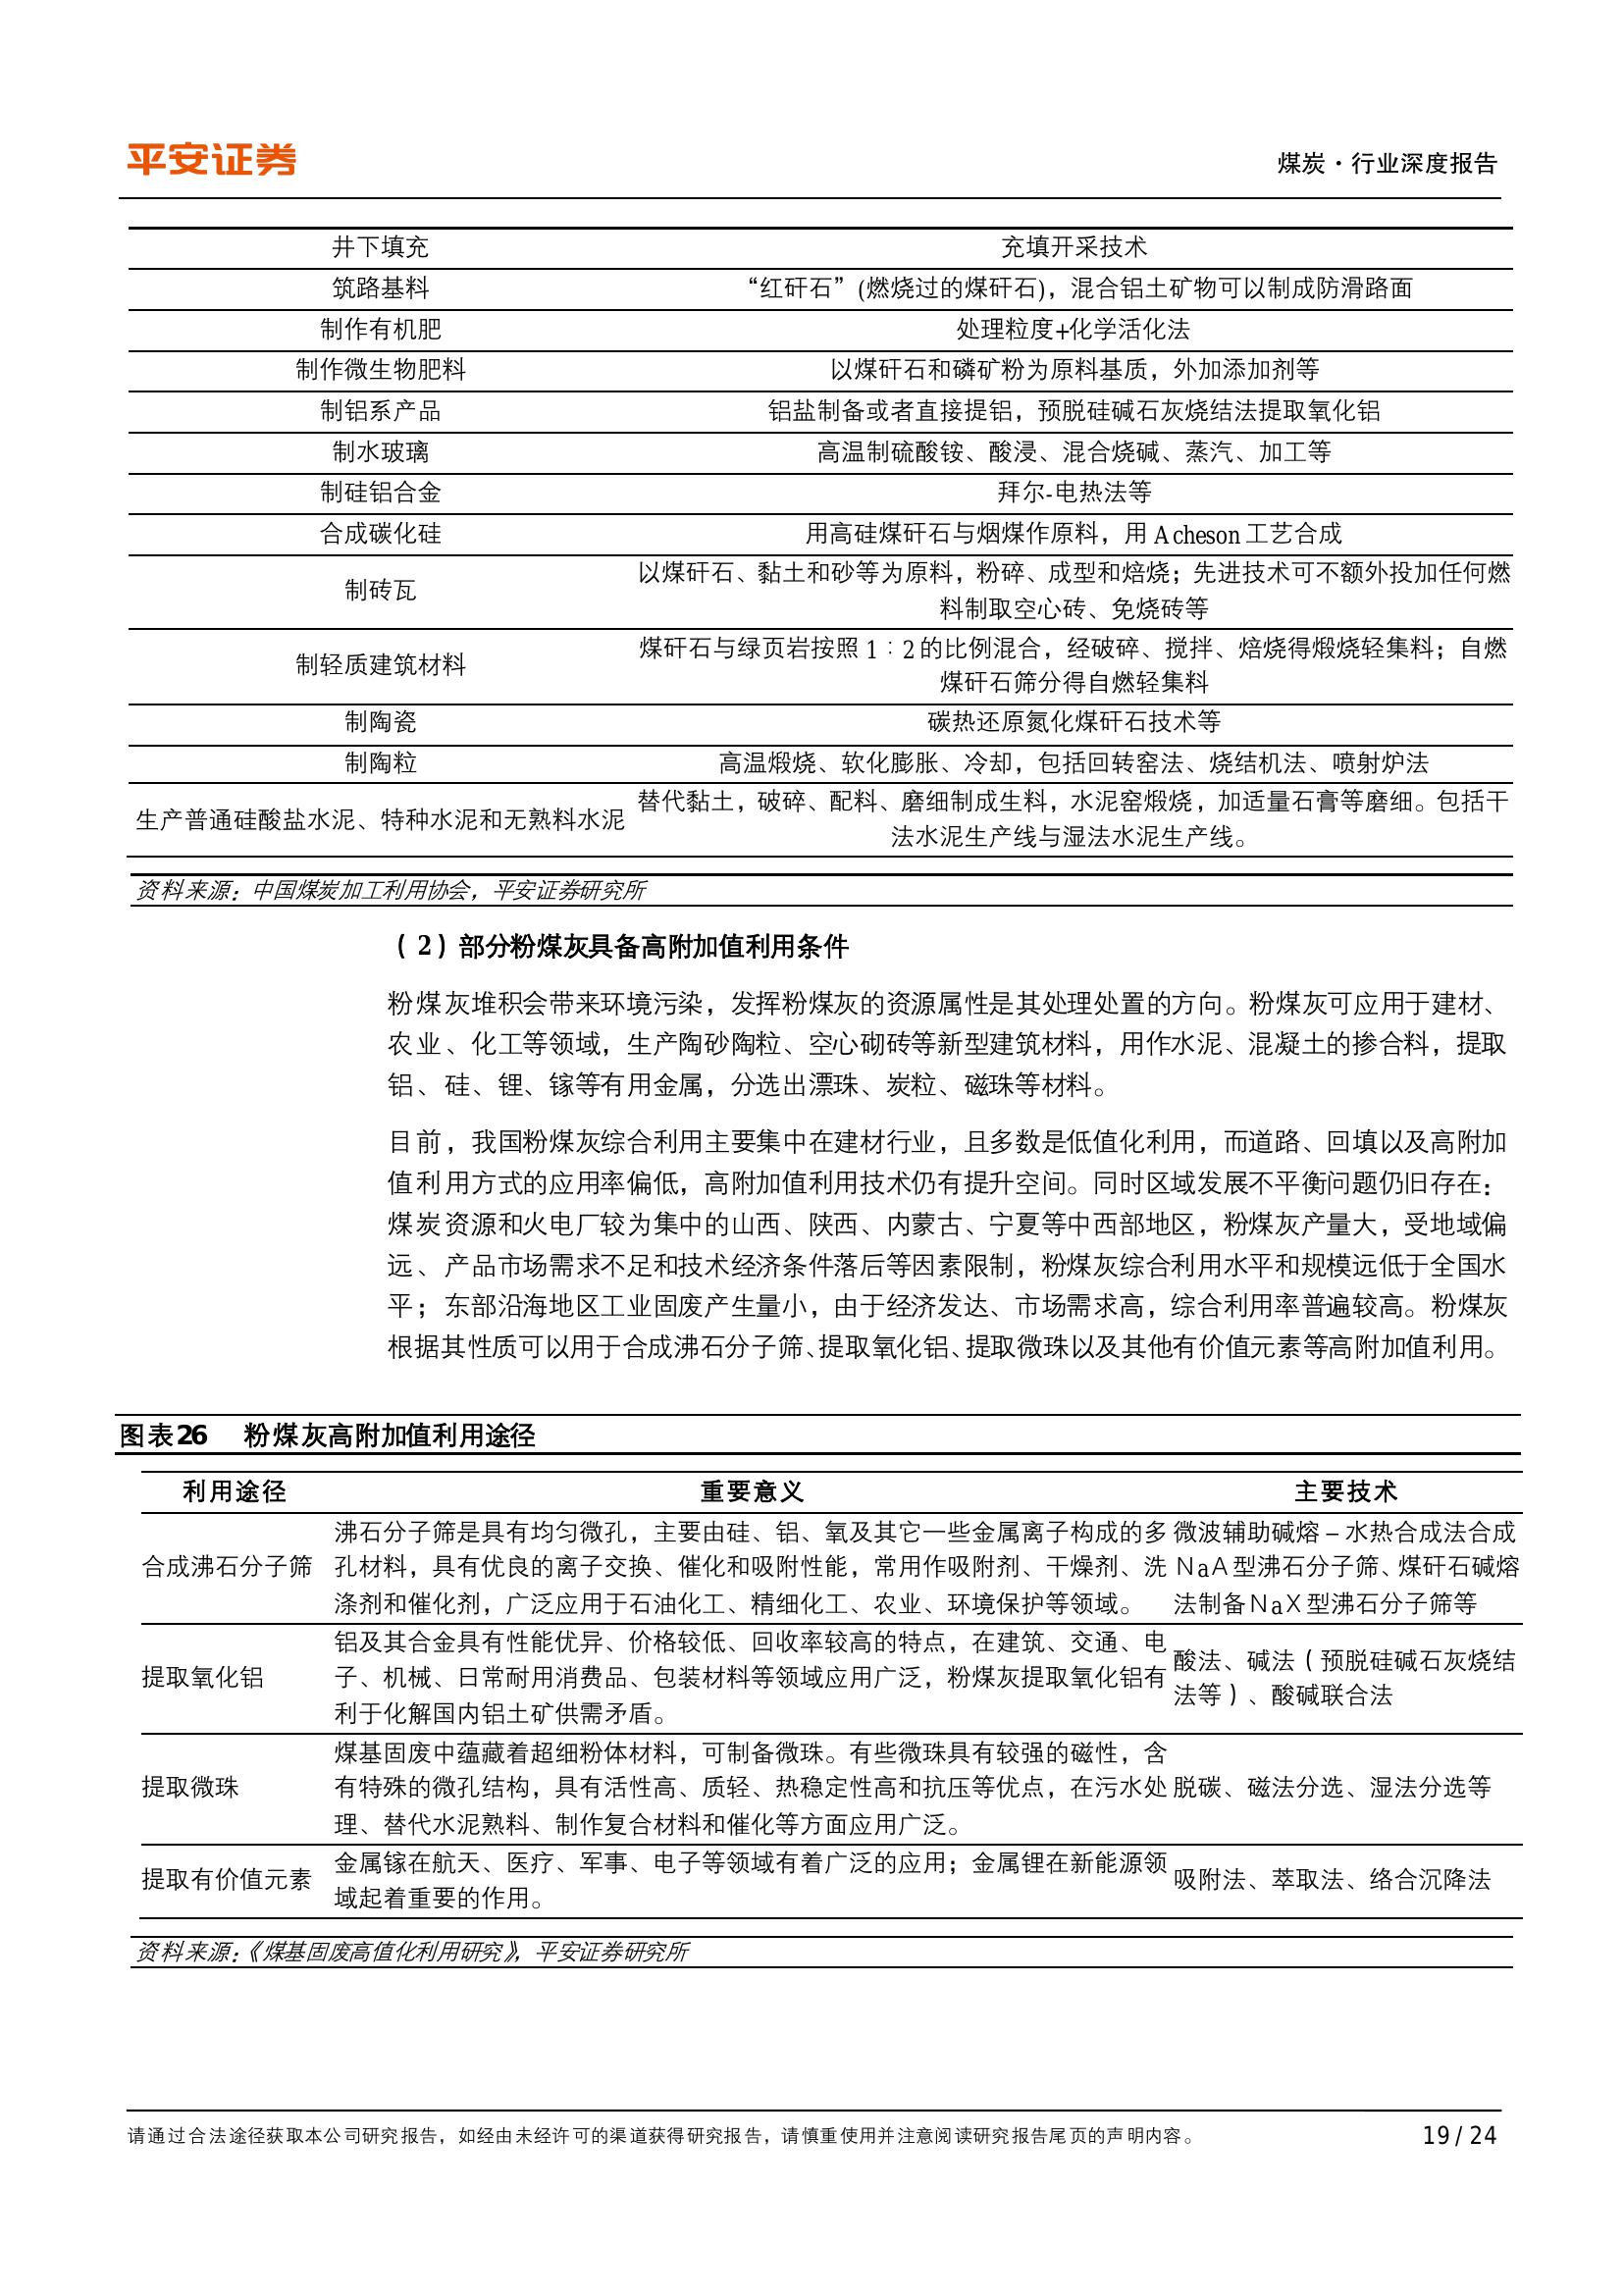 平安证券
煤炭·行业深度报告
井下填充 充填开采技术
筑路基料 “红矸石”(燃烧过的煤矸石)，混合铝土矿物可以制成防滑路面
制作有机肥 处理粒度+化学活化法
制作微生物肥料 以煤矸石和磷矿粉为原料基质，外加添加剂等
制铝系产品 铝盐制备或者直接提铝，预脱硅碱石灰烧结法提取氧化铝
制水玻璃 高温制硫酸铵、酸浸、混合烧碱、蒸汽、加工等
制硅铝合金 拜尔-电热法等
合成碳化硅 用高硅煤矸石与烟煤作原料，用 Acheson 工艺合成
制砖瓦 以煤矸石、黏土和砂等为原料，粉碎、成型和焙烧；先进技术可不额外投加任何燃
料制取空心砖、免烧砖等
制轻质建筑材料 煤矸石与绿页岩按照 1∶2 的比例混合，经破碎、搅拌、焙烧得煅烧轻集料；自燃
煤矸石筛分得自燃轻集料
制陶瓷 碳热还原氮化煤矸石技术等
制陶粒 高温煅烧、软化膨胀、冷却，包括回转窑法、烧结机法、喷射炉法
生产普通硅酸盐水泥、特种水泥和无熟料水泥 替代黏土，破碎、配料、磨细制成生料，水泥窑煅烧，加适量石膏等磨细。包括干
法水泥生产线与湿法水泥生产线。
资料来源：中国煤炭加工利用协会，平安证券研究所
（2）部分粉煤灰具备高附加值利用条件
粉煤灰堆积会带来环境污染，发挥粉煤灰的资源属性是其处理处置的方向。粉煤灰可应用于建材、
农业、化工等领域，生产陶砂陶粒、空心砌砖等新型建筑材料，用作水泥、混凝土的掺合料，提取
铝、硅、锂、镓等有用金属，分选出漂珠、炭粒、磁珠等材料。
目前，我国粉煤灰综合利用主要集中在建材行业，且多数是低值化利用，而道路、回填以及高附加
值利用方式的应用率偏低，高附加值利用技术仍有提升空间。同时区域发展不平衡问题仍旧存在：
煤炭资源和火电厂较为集中的山西、陕西、内蒙古、宁夏等中西部地区，粉煤灰产量大，受地域偏
远、产品市场需求不足和技术经济条件落后等因素限制，粉煤灰综合利用水平和规模远低于全国水
平；东部沿海地区工业固废产生量小，由于经济发达、市场需求高，综合利用率普遍较高。粉煤灰
根据其性质可以用于合成沸石分子筛、提取氧化铝、提取微珠以及其他有价值元素等高附加值利用。
图表26 粉煤灰高附加值利用途径
利用途径 重要意义 主要技术
合成沸石分子筛 沸石分子筛是具有均匀微孔，主要由硅、铝、氧及其它一些金属离子构成的多
孔材料，具有优良的离子交换、催化和吸附性能，常用作吸附剂、干燥剂、洗
涤剂和催化剂，广泛应用于石油化工、精细化工、农业、环境保护等领域。
微波辅助碱熔–水热合成法合成
NaA型沸石分子筛、煤矸石碱熔
法制备NaX型沸石分子筛等
提取氧化铝 铝及其合金具有性能优异、价格较低、回收率较高的特点，在建筑、交通、电
子、机械、日常耐用消费品、包装材料等领域应用广泛，粉煤灰提取氧化铝有
利于化解国内铝土矿供需矛盾。
酸法、碱法（预脱硅碱石灰烧结
法等）、酸碱联合法
提取微珠 煤基固废中蕴藏着超细粉体材料，可制备微珠。有些微珠具有较强的磁性，含
有特殊的微孔结构，具有活性高、质轻、热稳定性高和抗压等优点，在污水处
理、替代水泥熟料、制作复合材料和催化等方面应用广泛。
脱碳、磁法分选、湿法分选等
提取有价值元素 金属镓在航天、医疗、军事、电子等领域有着广泛的应用；金属锂在新能源领
域起着重要的作用。
吸附法、萃取法、络合沉降法
资料来源：《煤基固废高值化利用研究》，平安证券研究所
请通过合法途径获取本公司研究报告，如经由未经许可的渠道获得研究报告，请慎重使用并注意阅读研究报告尾页的声明内容。
19 / 24